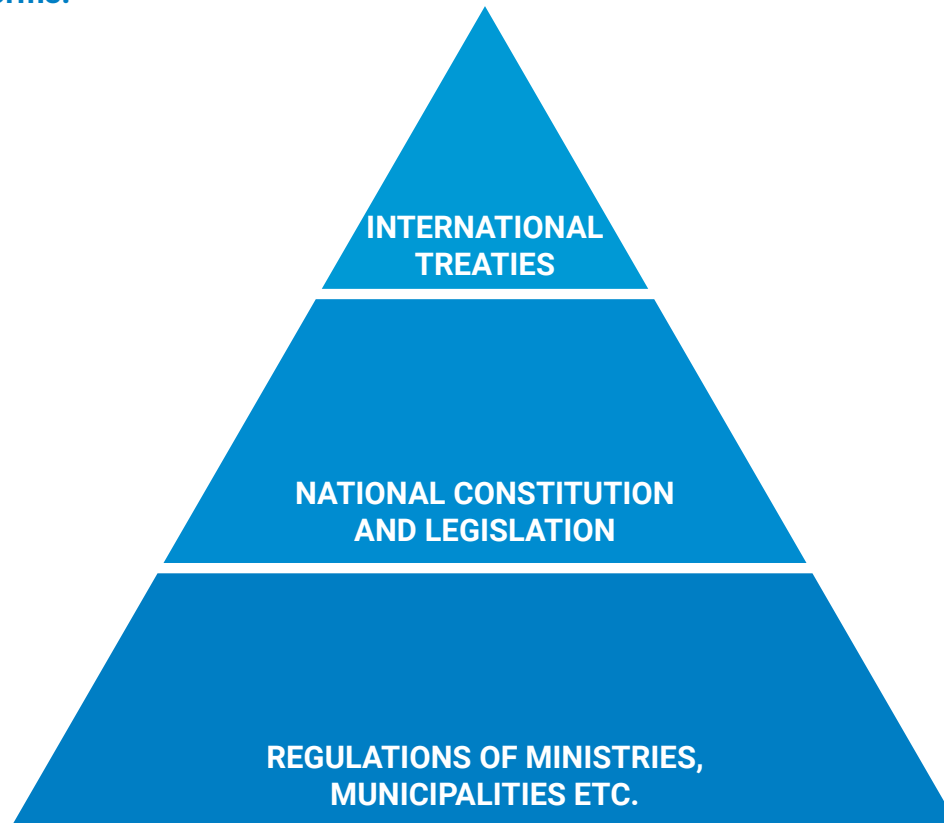 INTERNATIONAL
TREATIES
NATIONAL CONSTITUTION
AND LEGISLATION
REGULATIONS OF MINISTRIES,
MUNICIPALITIES ETC.